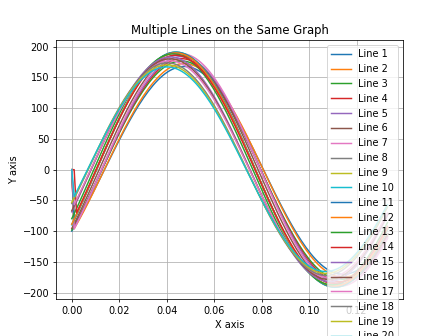 Multiple Lines on the Same Graph
Y axis
200
150
100
50
0
−50
−100
−150
−200
0.00
0.02
0.04
0.06
0.08
0.10
X axis
Line 1
Line 2
Line 3
Line 4
Line 5
Line 6
Line 7
Line 8
Line 9
Line 10
Line 11
Line 12
Line 13
Line 14
Line 15
Line 16
Line 17
Line 18
Line 19
Line 20